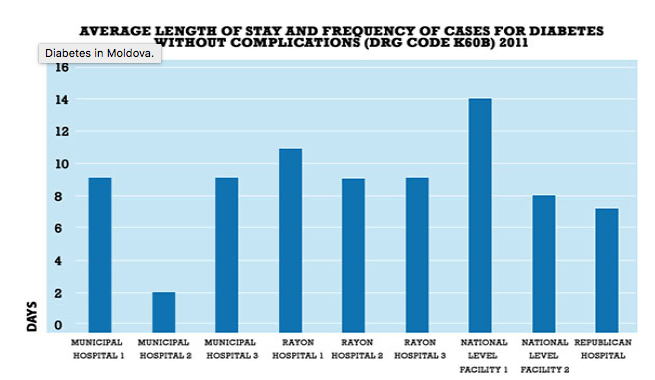 AVERAGE LENGTH OF STAY AND FREQUENCY OF CASES FOR DIABETES
WITHOUT COMPLICATIONS (DRG CODE K60B) 2011
Diabetes in Moldova.
16
14
12
10
8
6
4
2
0
DAYS
MUNICIPAL HOSPITAL 1
MUNICIPAL HOSPITAL 2
MUNICIPAL HOSPITAL 3
RAYON HOSPITAL 1
RAYON HOSPITAL 2
RAYON HOSPITAL 3
NATIONAL LEVEL FACILITY 1
NATIONAL LEVEL FACILITY 2
REPUBLICAN HOSPITAL